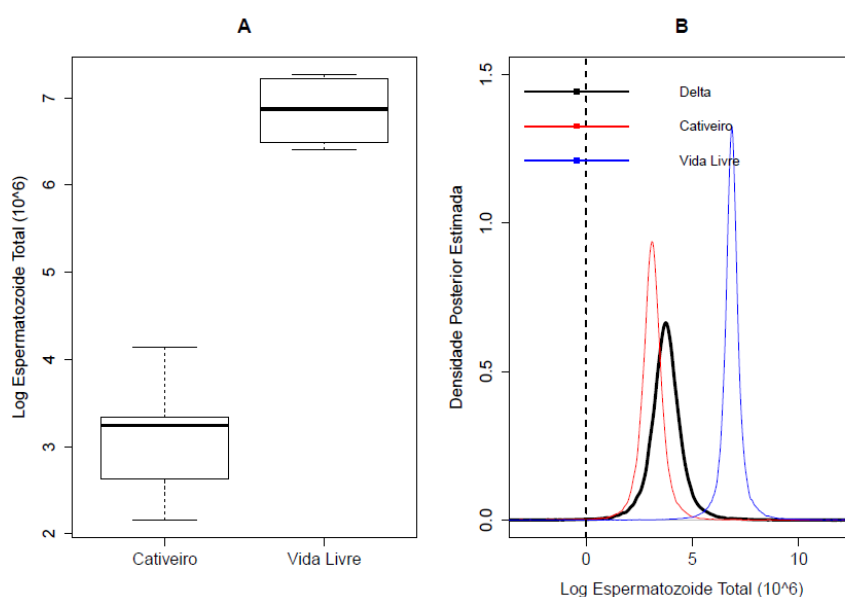 A
Log Espermatozoide Total (10^6)
7
6
5
4
3
2
Cativeiro
Vida Livre
B
Densidade Posterior Estimada
1.5
1.0
0.5
0.0
Delta
Cativeiro
Vida Livre
0
5
10
Log Espermatozoide Total (10^6)